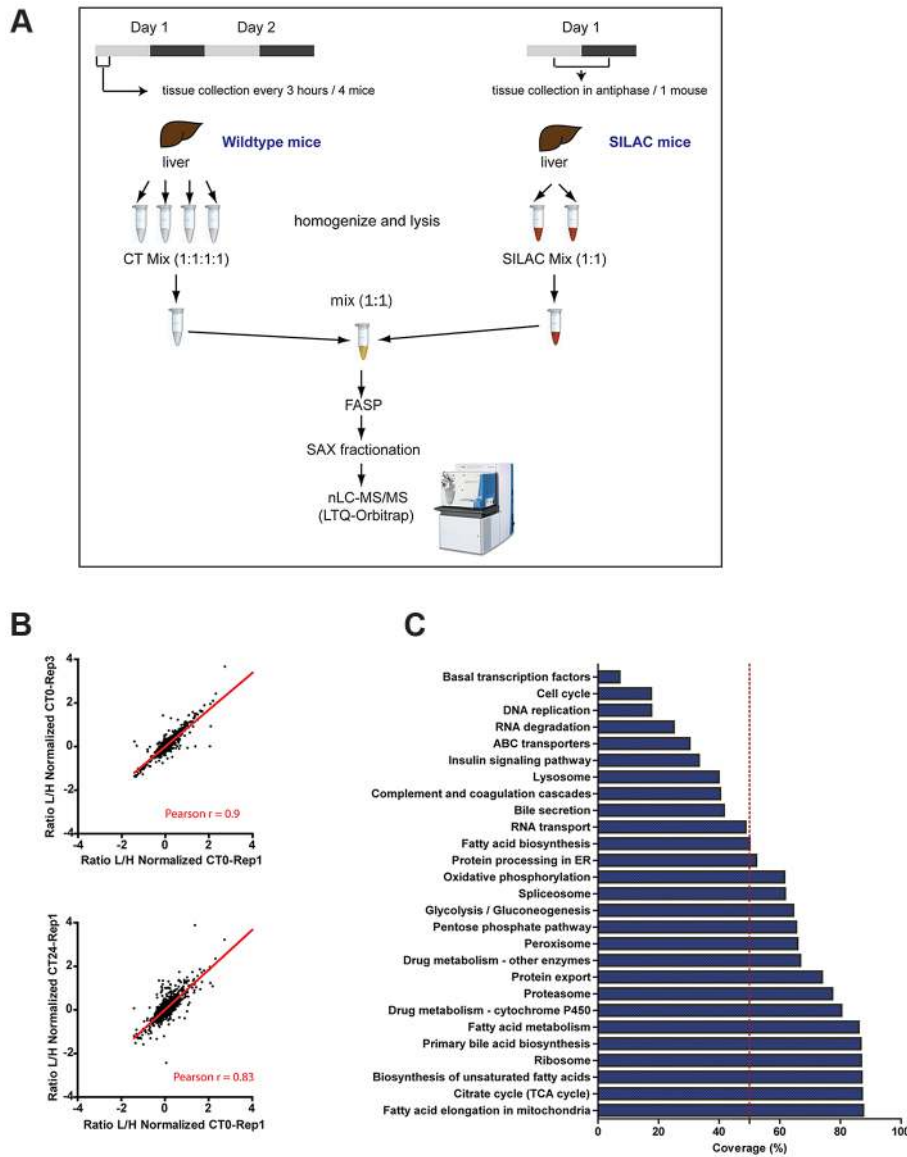 A
Day 1
Day 2
Day 1
tissue collection every 3 hours / 4 mice
tissue collection in antiphase / 1 mouse
Wildtype mice
SILAC mice
liver
liver
homogenize and lysis
CT Mix (1:1:1:1)
SILAC Mix (1:1)
mix (1:1)
FASP
SAX fractionation
nLC-MS/MS
(LTQ-Orbitrap)
B
Ratio L/H Normalized CT0-Rep3
4
2
0
-2
-4
Pearson r = 0.9
-4 -2 0 2 4
Ratio L/H Normalized CT0-Rep1
Ratio L/H Normalized CT24-Rep1
4
2
0
-2
-4
Pearson r = 0.83
-4 -2 0 2 4
Ratio L/H Normalized CT0-Rep1
C
Basal transcription factors
Cell cycle
DNA replication
RNA degradation
ABC transporters
Insulin signaling pathway
Lysosome
Complement and coagulation cascades
Bile secretion
RNA transport
Fatty acid biosynthesis
Protein processing in ER
Oxidative phosphorylation
Spliceosome
Glycolysis / Gluconeogenesis
Pentose phosphate pathway
Peroxisome
Drug metabolism - other enzymes
Protein export
Proteasome
Drug metabolism - cytochrome P450
Fatty acid metabolism
Primary bile acid biosynthesis
Ribosome
Biosynthesis of unsaturated fatty acids
Citrate cycle (TCA cycle)
Fatty acid elongation in mitochondria
0 20 40 60 80 100
Coverage (%)